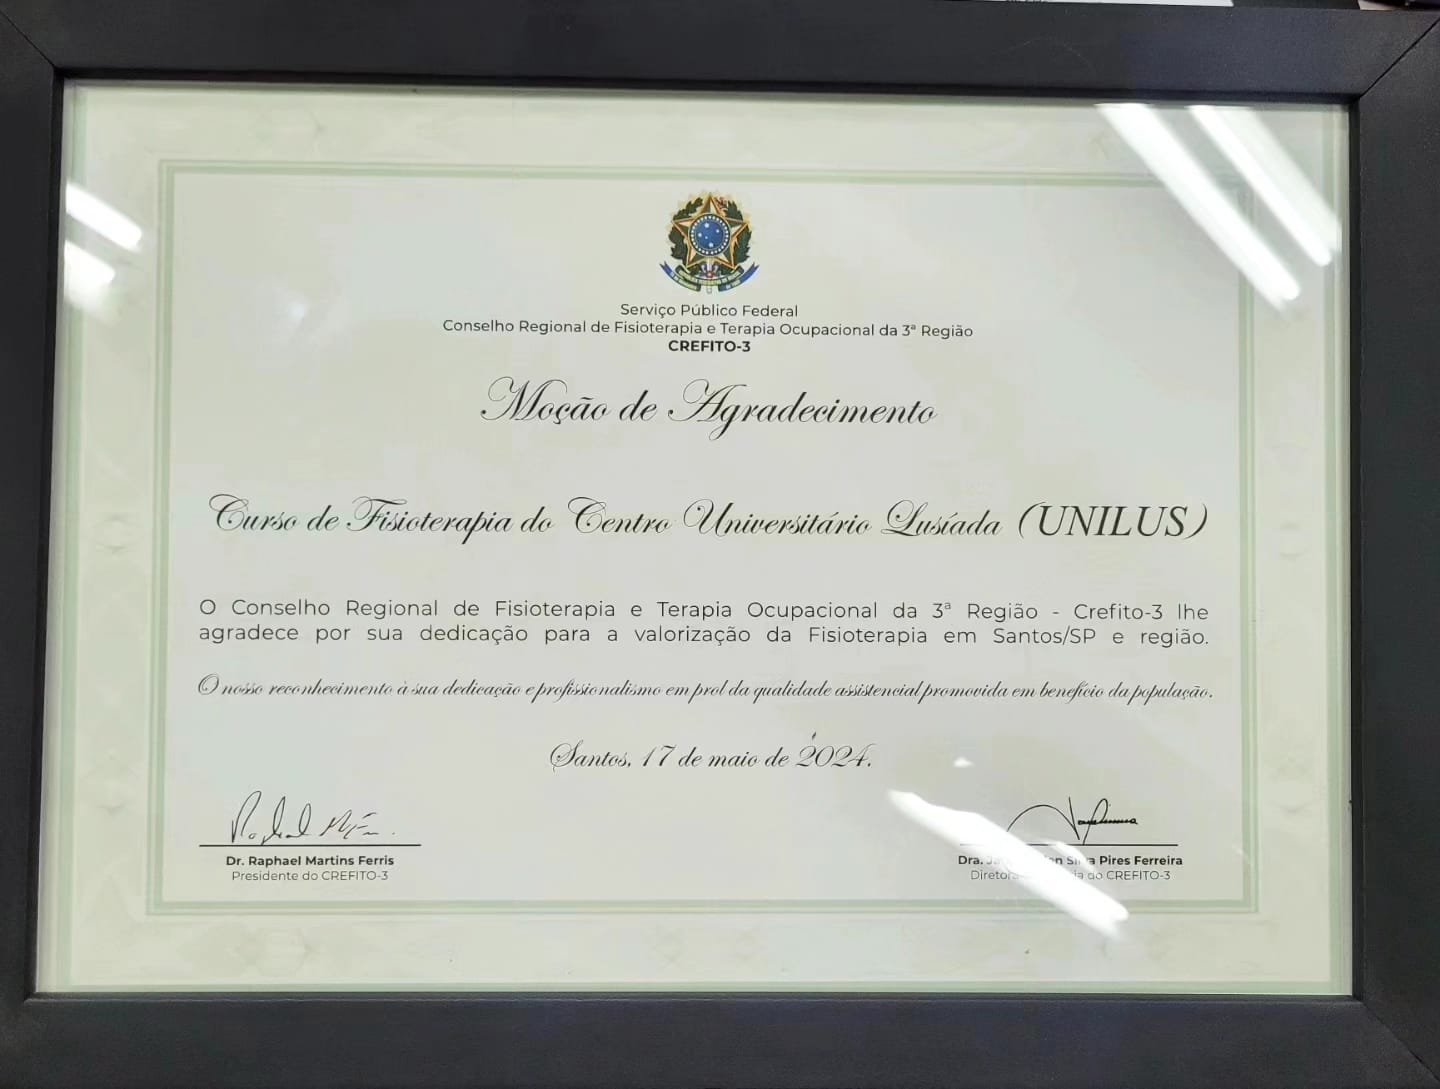 Serviço Público Federal
Conselho Regional de Fisioterapia e Terapia Ocupacional da 3ª Região
CREFITO-3
Moção de Agradecimento
Curso de Fisioterapia do Centro Universitário Lusíada (UNILUS)
O Conselho Regional de Fisioterapia e Terapia Ocupacional da 3ª Região - Crefito-3 lhe
agradece por sua dedicação para a valorização da Fisioterapia em Santos/SP e região.
O nosso reconhecimento à sua dedicação e profissionalismo em prol da qualidade assistencial promovida em benefício da população.
Santos, 17 de maio de 2024.
Dr. Raphael Martins Ferris
Presidente do CREFITO-3
Dra. Silva Pires Ferreira
do CREFITO-3